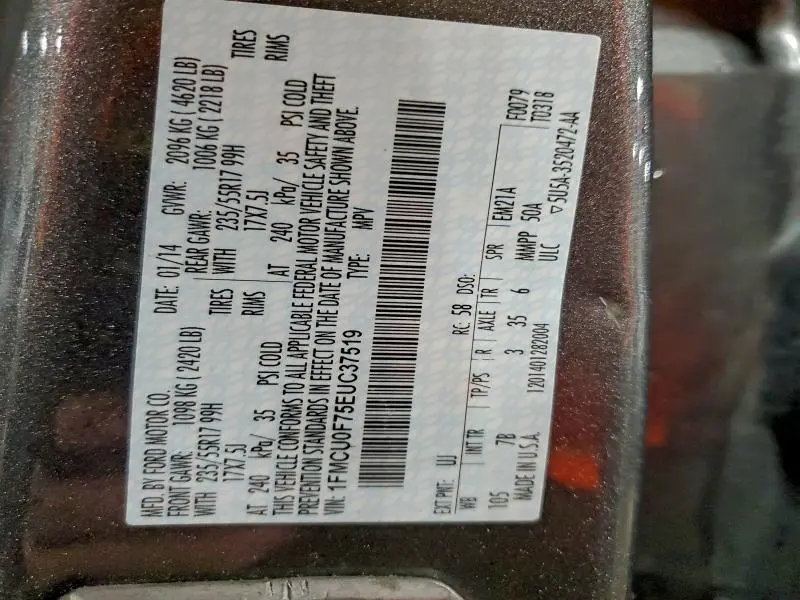 MFD. BY FORD MOTOR CO.
DATE: 01/14 GVWR: 2096 KG ( 4620 LB)
FRONT GAWR: 1098 KG ( 2420 LB) REAR GAWR: 1006 KG ( 2218 LB)
WITH 235/55R17 99H TIRES WITH 235/55R17 99H TIRES
17X7.5J RIMS 17X7.5J RIMS
AT 240 kPa/ 35 PSI COLD AT 240 kPa/ 35 PSI COLD
THIS VEHICLE CONFORMS TO ALL APPLICABLE FEDERAL MOTOR VEHICLE SAFETY AND THEFT
PREVENTION STANDARDS IN EFFECT ON THE DATE OF MANUFACTURE SHOWN ABOVE.
VIN: 1FMCU0F75EUC37519 TYPE: MPV
EXT PNT: UJ RC: 58 DSO: F0079
WB INT TR TP/PS R AXLE TR SPR EM21A T031B
105 7B 3 35 6 MMPP 50A
MADE IN U.S.A. 1201401282004 ULC ▽5U5A-3520472-AA